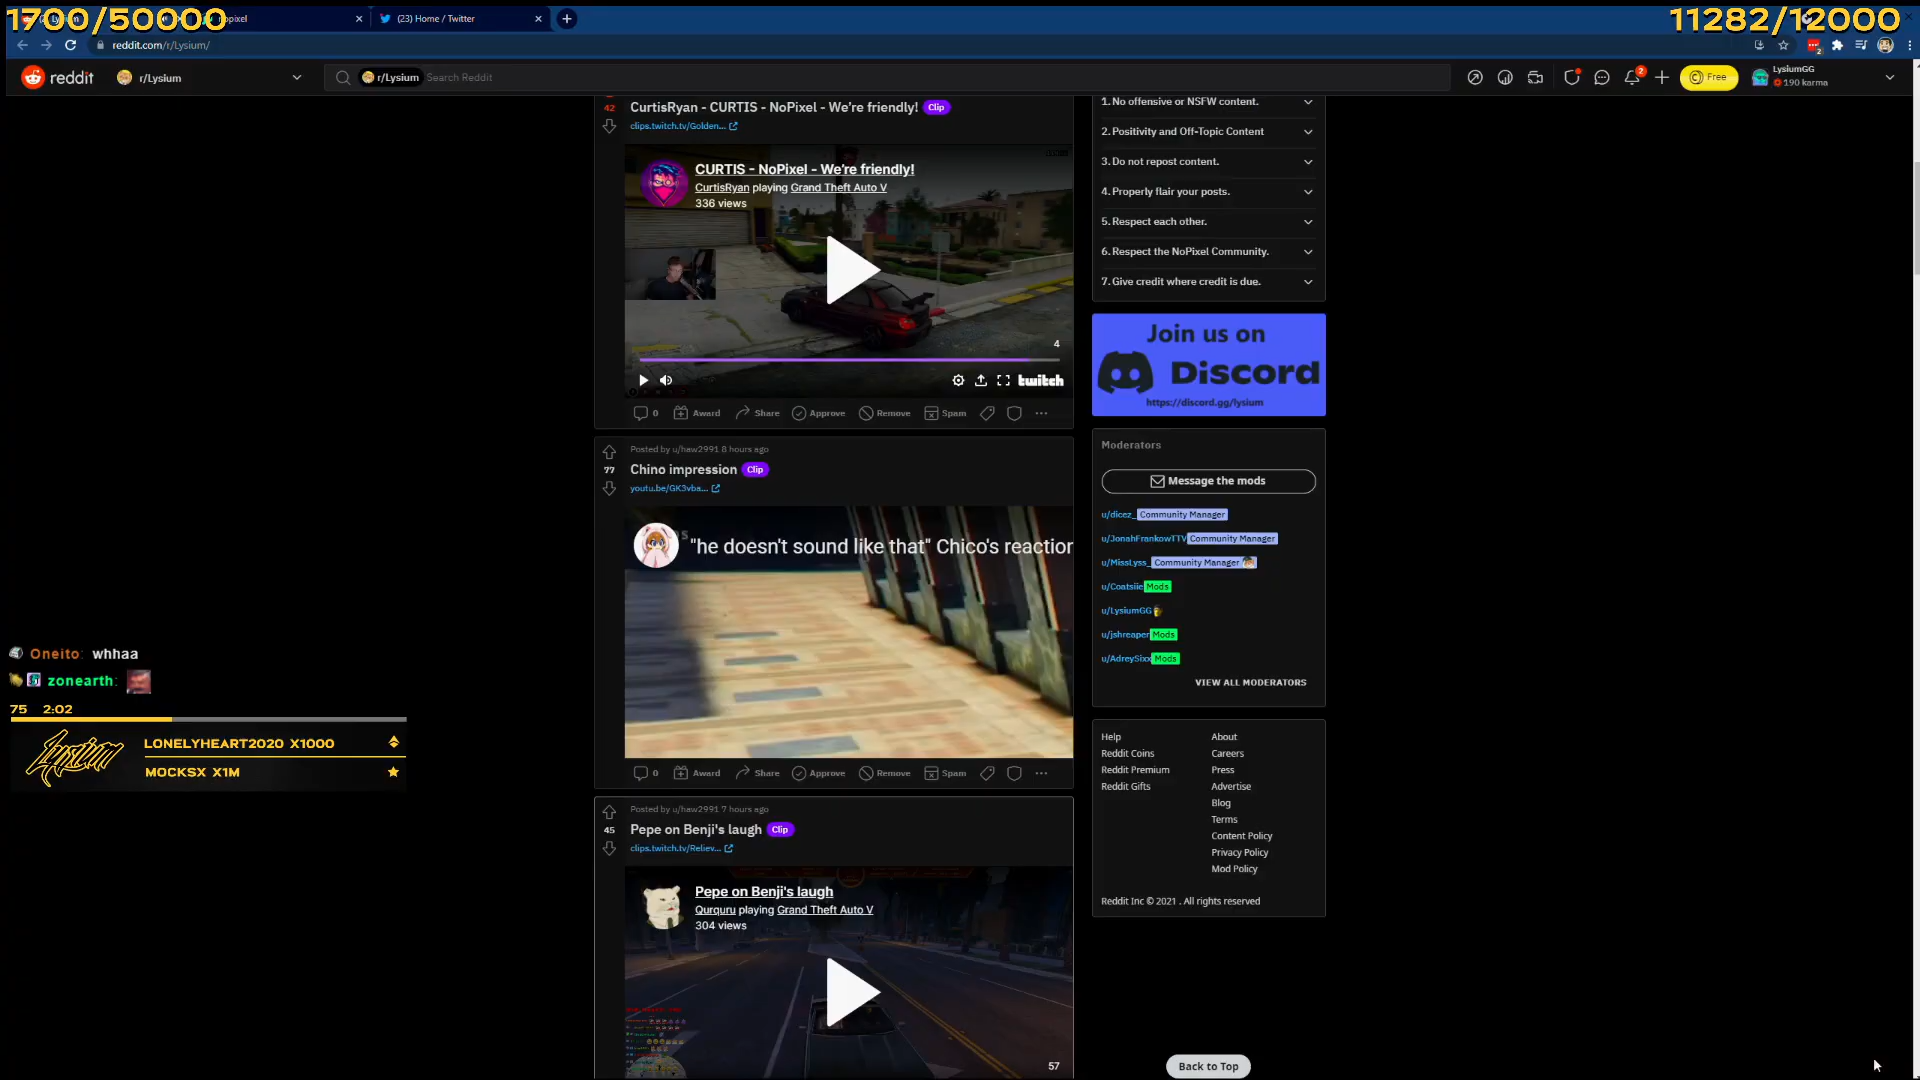 1700/50000
11282/12000
nopixel
(23) Home / Twitter
reddit.com/r/Lysium/
reddit
r/Lysium
r/Lysium
Search Reddit
2
Free
LysiumGG
190 karma
42
CurtisRyan - CURTIS - NoPixel - We're friendly!
Clip
clips.twitch.tv/Golden...
CURTIS - NoPixel - We're friendly!
CurtisRyan playing Grand Theft Auto V
336 views
4
twitch
0
Award
Share
Approve
Remove
Spam
Posted by u/haw2991 8 hours ago
77
Chino impression
Clip
youtu.be/GK3vba...
"he doesn't sound like that" Chico's reaction
0
Award
Share
Approve
Remove
Spam
Posted by u/haw2991 7 hours ago
45
Pepe on Benji's laugh
Clip
clips.twitch.tv/Reliev...
Pepe on Benji's laugh
Qurquru playing Grand Theft Auto V
304 views
57
1. No offensive or NSFW content.
2. Positivity and Off-Topic Content
3. Do not repost content.
4. Properly flair your posts.
5. Respect each other.
6. Respect the NoPixel Community.
7. Give credit where credit is due.
Join us on
Discord
https://discord.gg/lysium
Moderators
Message the mods
u/dicez_ Community Manager
u/JonahFrankowTTV Community Manager
u/MissLyss_ Community Manager
u/Coatsiie Mods
u/LysiumGG
u/jshreaper Mods
u/AdreySixx Mods
VIEW ALL MODERATORS
Help
About
Reddit Coins
Careers
Reddit Premium
Press
Reddit Gifts
Advertise
Blog
Terms
Content Policy
Privacy Policy
Mod Policy
Reddit Inc © 2021 . All rights reserved
Back to Top
Oneito: whhaa
zonearth:
75 2:02
Lysium
LONELYHEART2020 X1000
MOCKSX X1M